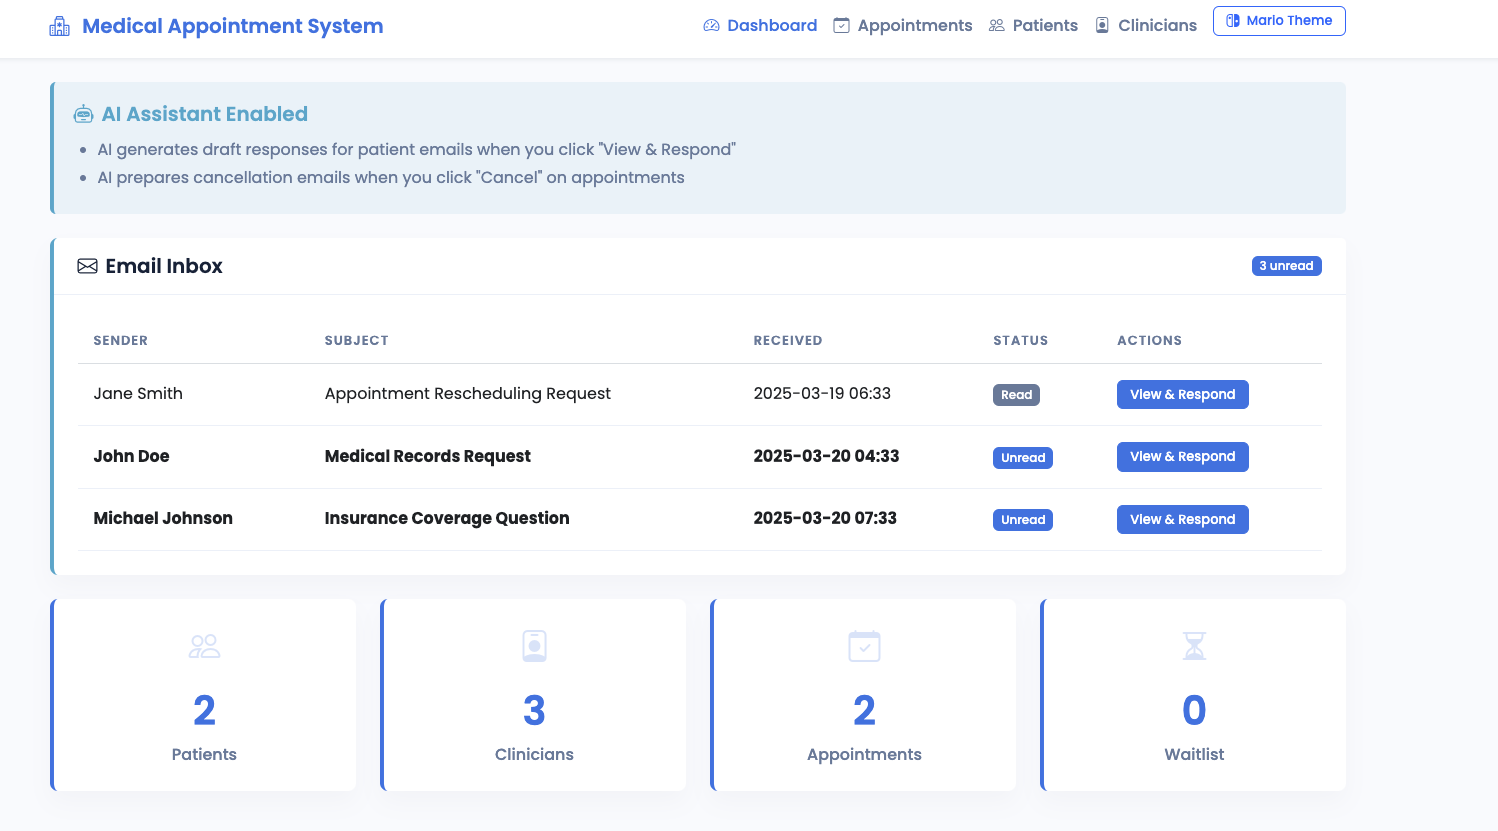 Medical Appointment System
Dashboard Appointments Patients Clinicians Mario Theme
AI Assistant Enabled
AI generates draft responses for patient emails when you click "View & Respond"
AI prepares cancellation emails when you click "Cancel" on appointments
Email Inbox
3 unread
SENDER SUBJECT RECEIVED STATUS ACTIONS
Jane Smith Appointment Rescheduling Request 2025-03-19 06:33 Read View & Respond
John Doe Medical Records Request 2025-03-20 04:33 Unread View & Respond
Michael Johnson Insurance Coverage Question 2025-03-20 07:33 Unread View & Respond
2
Patients
3
Clinicians
2
Appointments
0
Waitlist